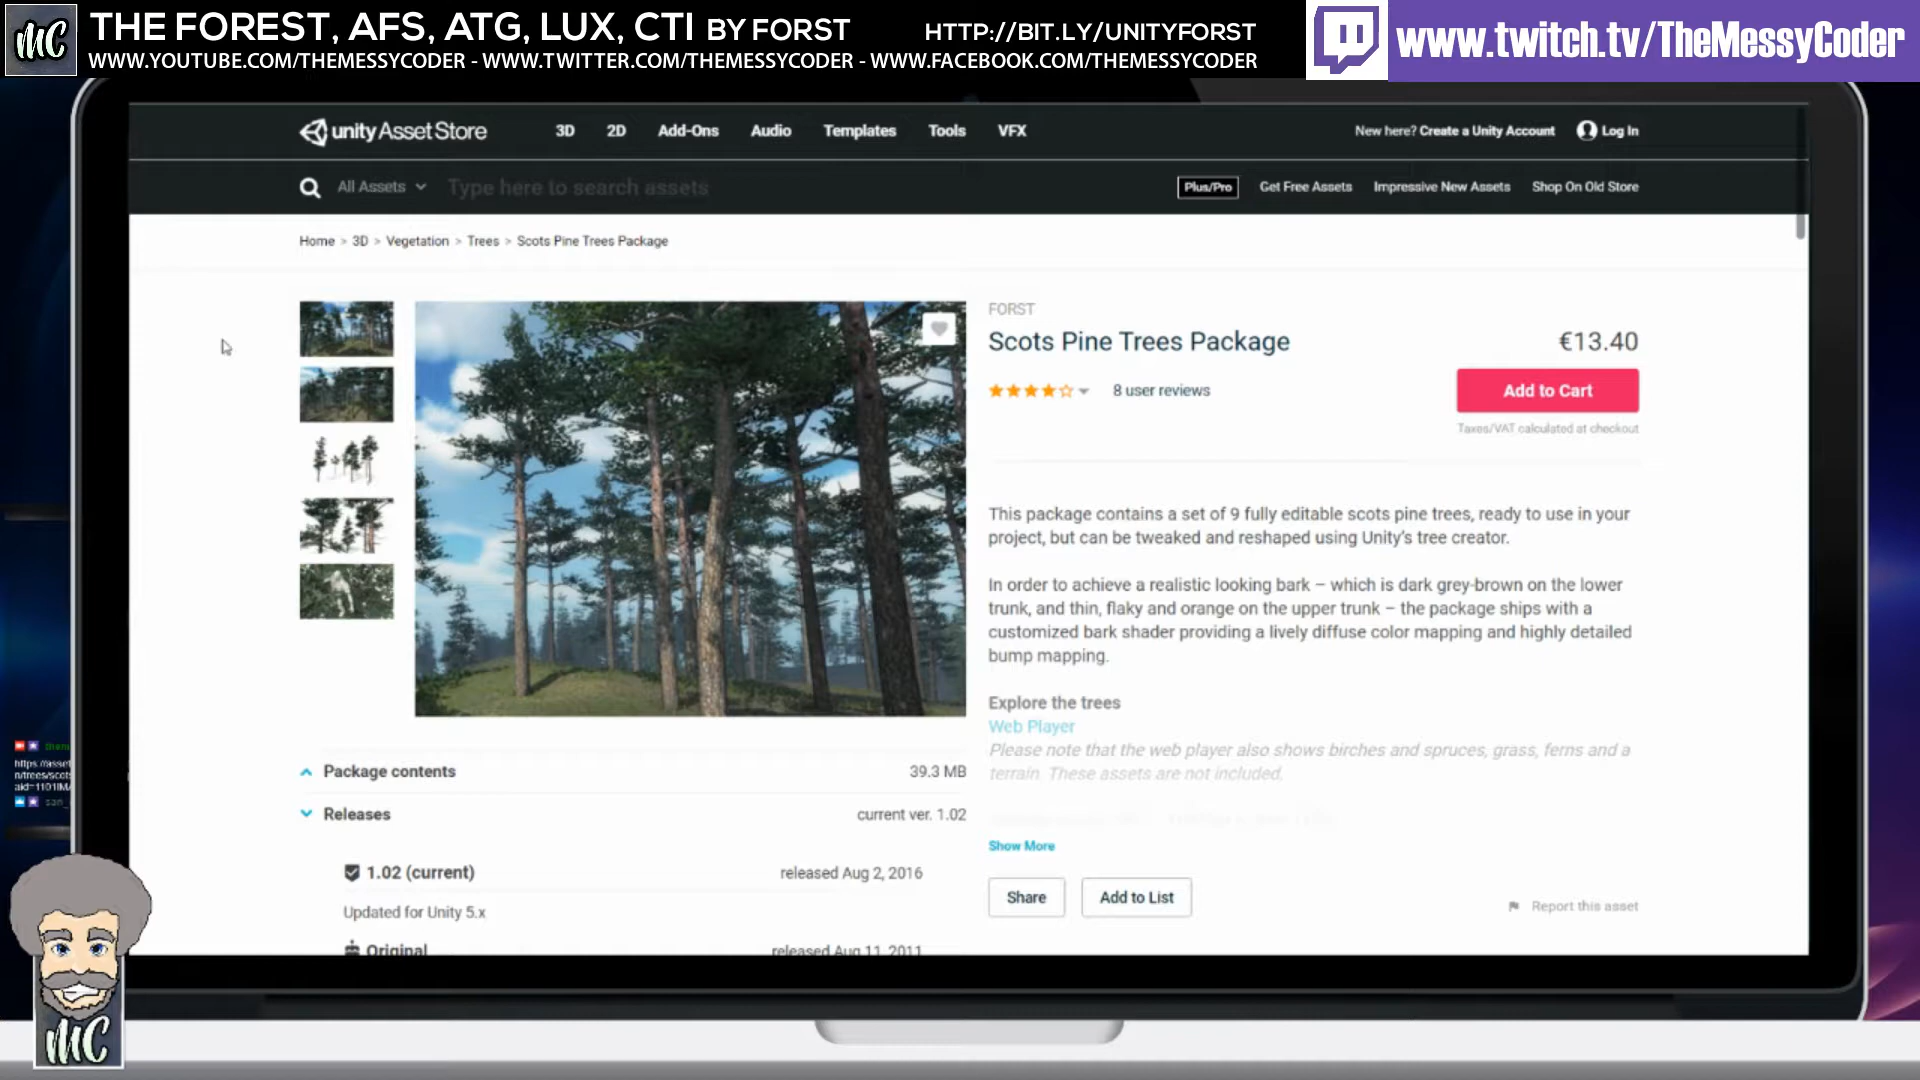 MC
THE FOREST, AFS, ATG, LUX, CTI BY FORST
HTTP://BIT.LY/UNITYFORST
WWW.YOUTUBE.COM/THEMESSYCODER - WWW.TWITTER.COM/THEMESSYCODER - WWW.FACEBOOK.COM/THEMESSYCODER
www.twitch.tv/TheMessyCoder
unity Asset Store
3D 2D Add-Ons Audio Templates Tools VFX
New here? Create a Unity Account Log In
All Assets Type here to search assets
Plus/Pro Get Free Assets Impressive New Assets Shop On Old Store
Home > 3D > Vegetation > Trees > Scots Pine Trees Package
FORST
Scots Pine Trees Package €13.40
8 user reviews
Add to Cart
Taxes/VAT calculated at checkout
This package contains a set of 9 fully editable scots pine trees, ready to use in your
project, but can be tweaked and reshaped using Unity's tree creator.
In order to achieve a realistic looking bark – which is dark grey-brown on the lower
trunk, and thin, flaky and orange on the upper trunk – the package ships with a
customized bark shader providing a lively diffuse color mapping and highly detailed
bump mapping.
Explore the trees
Web Player
Please note that the web player also shows birches and spruces, grass, ferns and a
terrain. These assets are not included.
Show More
Share Add to List
Report this asset
Package contents 39.3 MB
Releases current ver. 1.02
1.02 (current) released Aug 2, 2016
Updated for Unity 5.x
Original released Aug 11, 2011
https://asset
n/trees/scots
MC